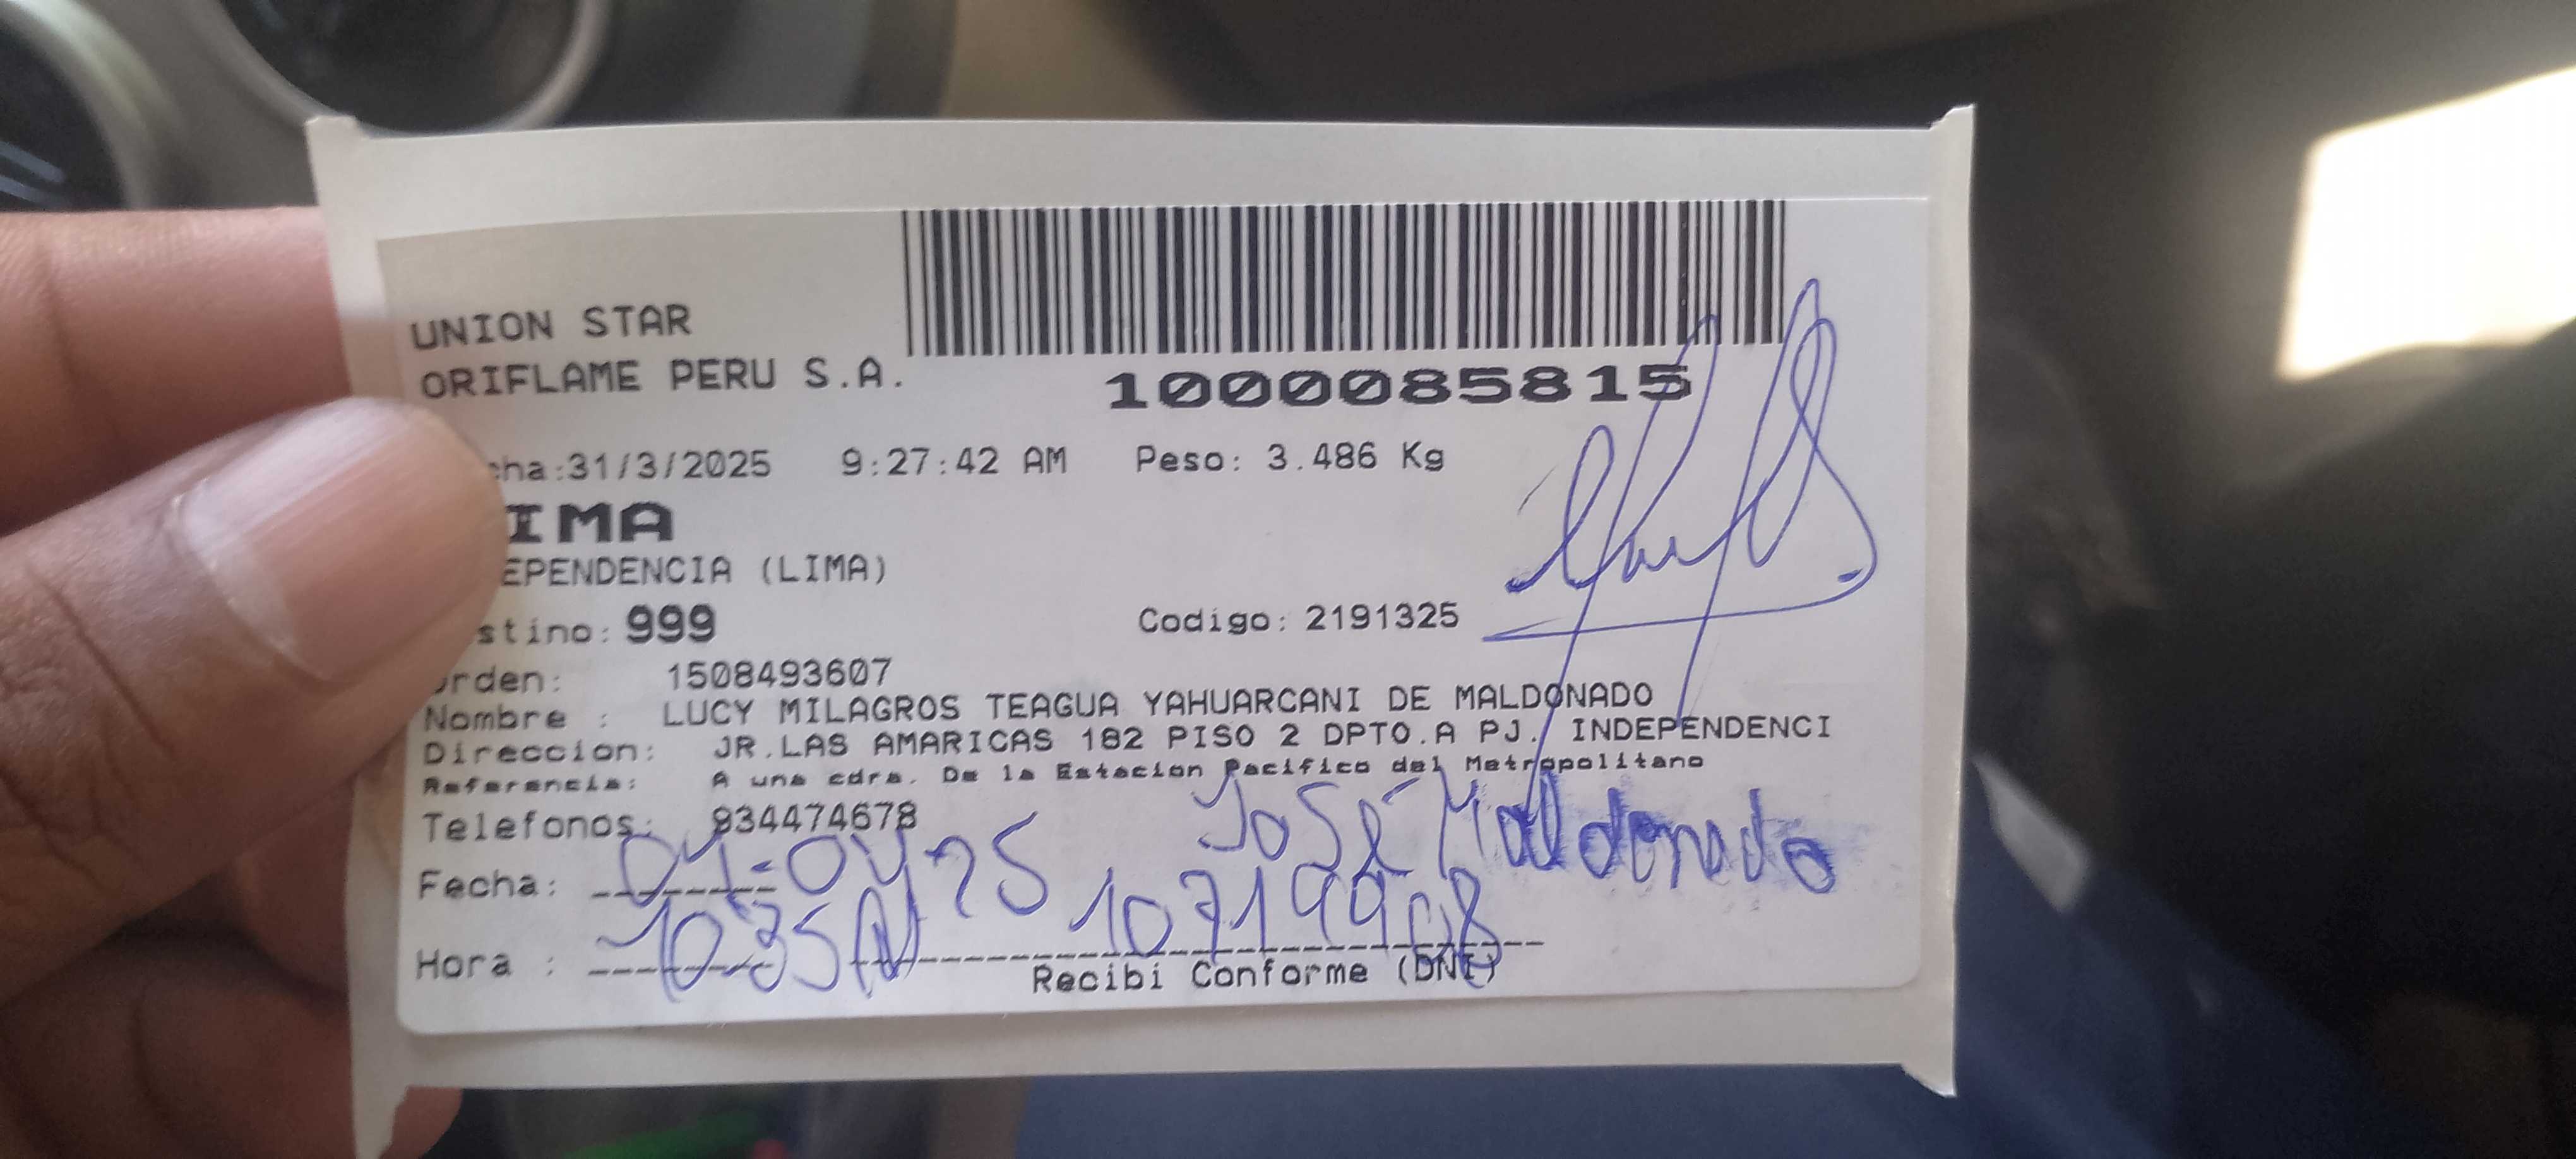 UNION STAR
ORIFLAME PERU S.A.
1000085815
cha:31/3/2025 9:27:42 AM Peso: 3.486 Kg
IMA
EPENDENCIA (LIMA)
stino: 999 Codigo: 2191325
rden: 1508493607
Nombre : LUCY MILAGROS TEAGUA YAHUARCANI DE MALDONADO
Direccion: JR.LAS AMARICAS 182 PISO 2 DPTO.A PJ. INDEPENDENCI
Referencia: A una cdra. De la Estacion Pacifico del Metropolitano
Telefonos: 934474678
José Maldonado
Fecha: 01-04-25
Hora : 10:35 AM
Recibi Conforme (DNI)